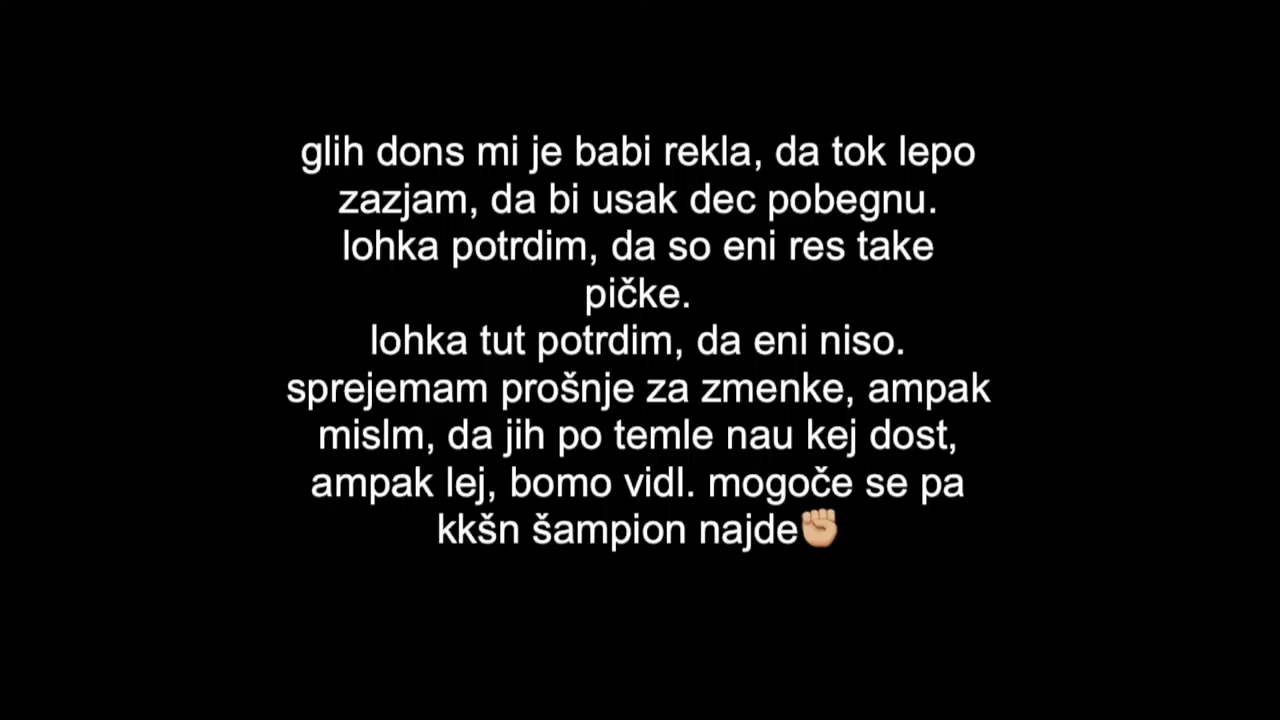 glih dons mi je babi rekla, da tok lepo
zazjam, da bi usak dec pobegnu.
lohka potrdim, da so eni res take
pičke.
lohka tut potrdim, da eni niso.
sprejemam prošnje za zmenke, ampak
mislm, da jih po temle nau kej dost,
ampak lej, bomo vidl. mogoče se pa
kkšn šampion najde✊🏼